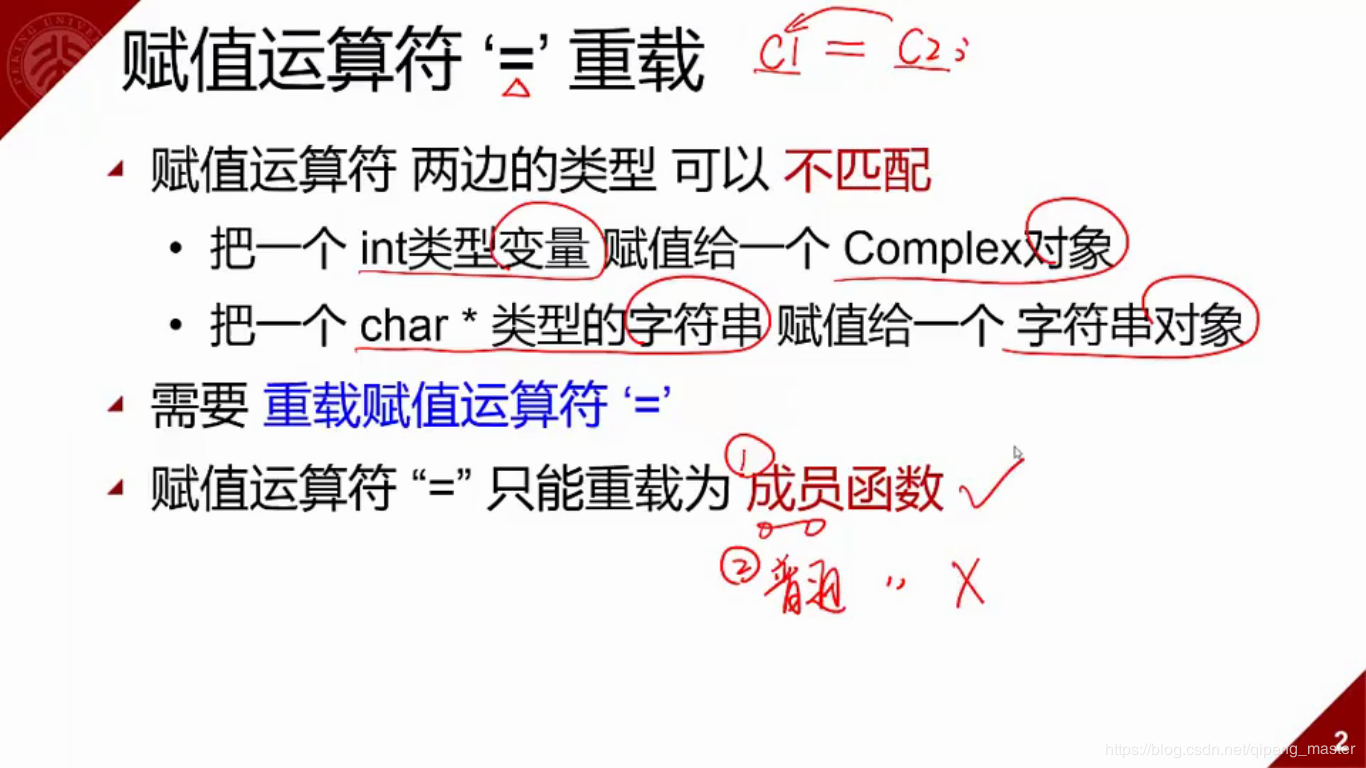 赋值运算符 ‘=’ 重载
C1 = C2;
赋值运算符 两边的类型 可以 不匹配
• 把一个 int类型变量 赋值给一个 Complex对象
• 把一个 char * 类型的字符串 赋值给一个 字符串对象
需要 重载赋值运算符 ‘=’
赋值运算符 “=” 只能重载为 成员函数 ✓
①
② 普通 〃 X
2
https://blog.csdn.net/qipang_master